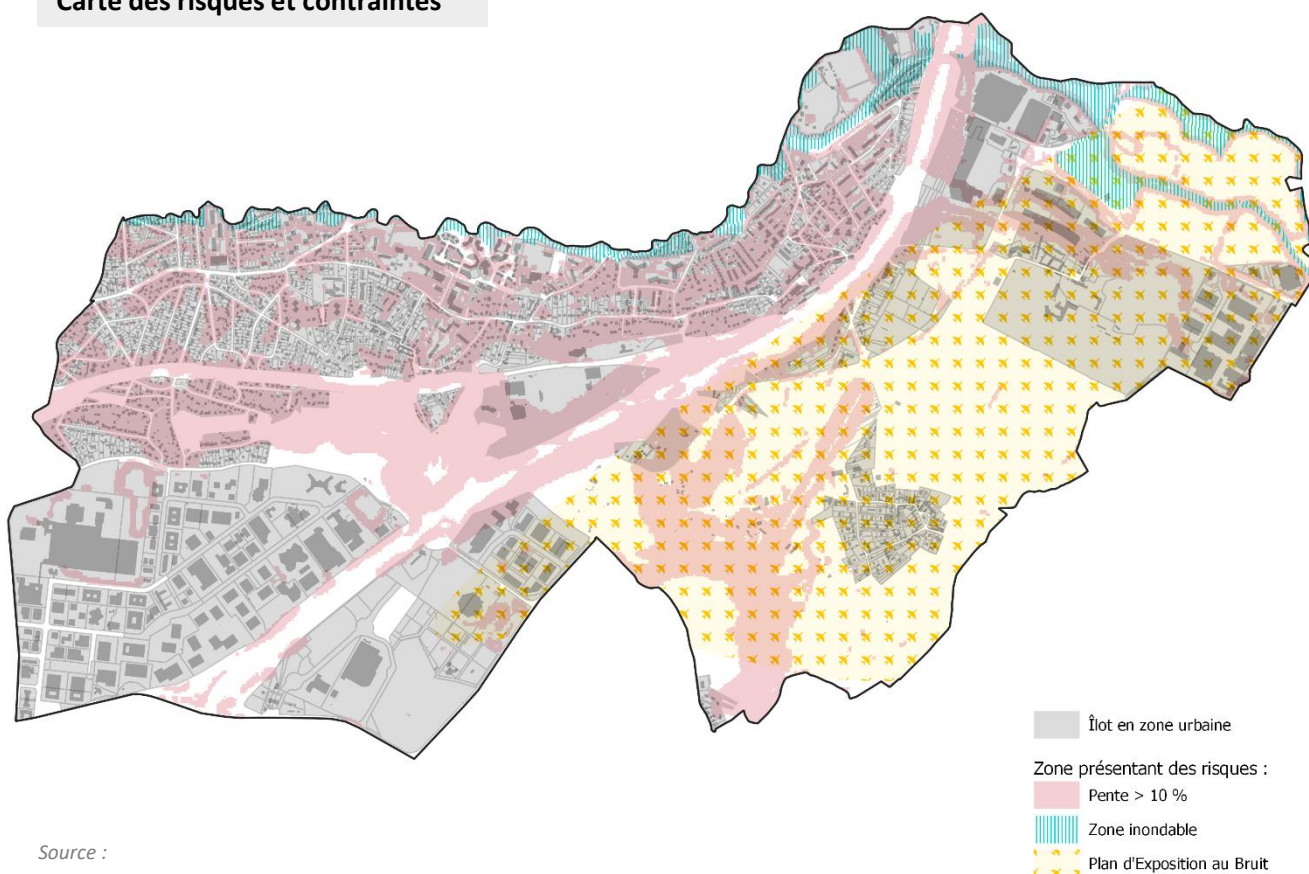 Carte des risques et contraintes
Îlot en zone urbaine
Zone présentant des risques :
Pente > 10 %
Zone inondable
Plan d'Exposition au Bruit
Source :